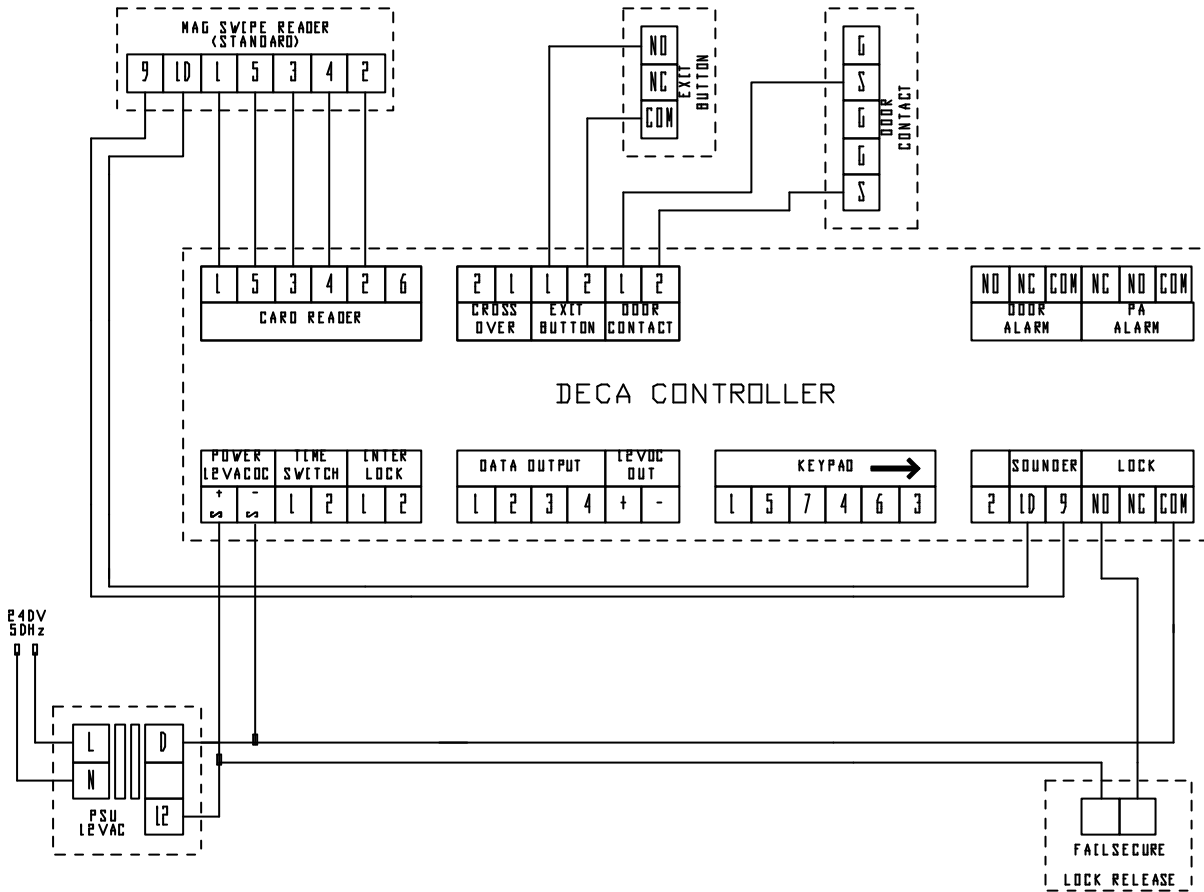 MAG SWIPE READER
(STANDARD)
9 10 1 5 3 4 2
NO
NC
COM
EXIT
BUTTON
G
S
G
G
S
DOOR
CONTACT
1 5 3 4 2 6
CARD READER
2 1 1 2 1 2
CROSS OVER
EXIT BUTTON
DOOR CONTACT
NO NC COM NC NO COM
DOOR ALARM
PA ALARM
DECA CONTROLLER
POWER
12VACDC
TIME
SWITCH
INTER
LOCK
+ - 1 2 1 2
DATA OUTPUT
12VDC
OUT
1 2 3 4 + -
KEYPAD
1 5 7 4 6 3
SOUNDER LOCK
2 10 9 NO NC COM
240V
50Hz
L
N
0
12
PSU
12VAC
FAILSECURE
LOCK RELEASE